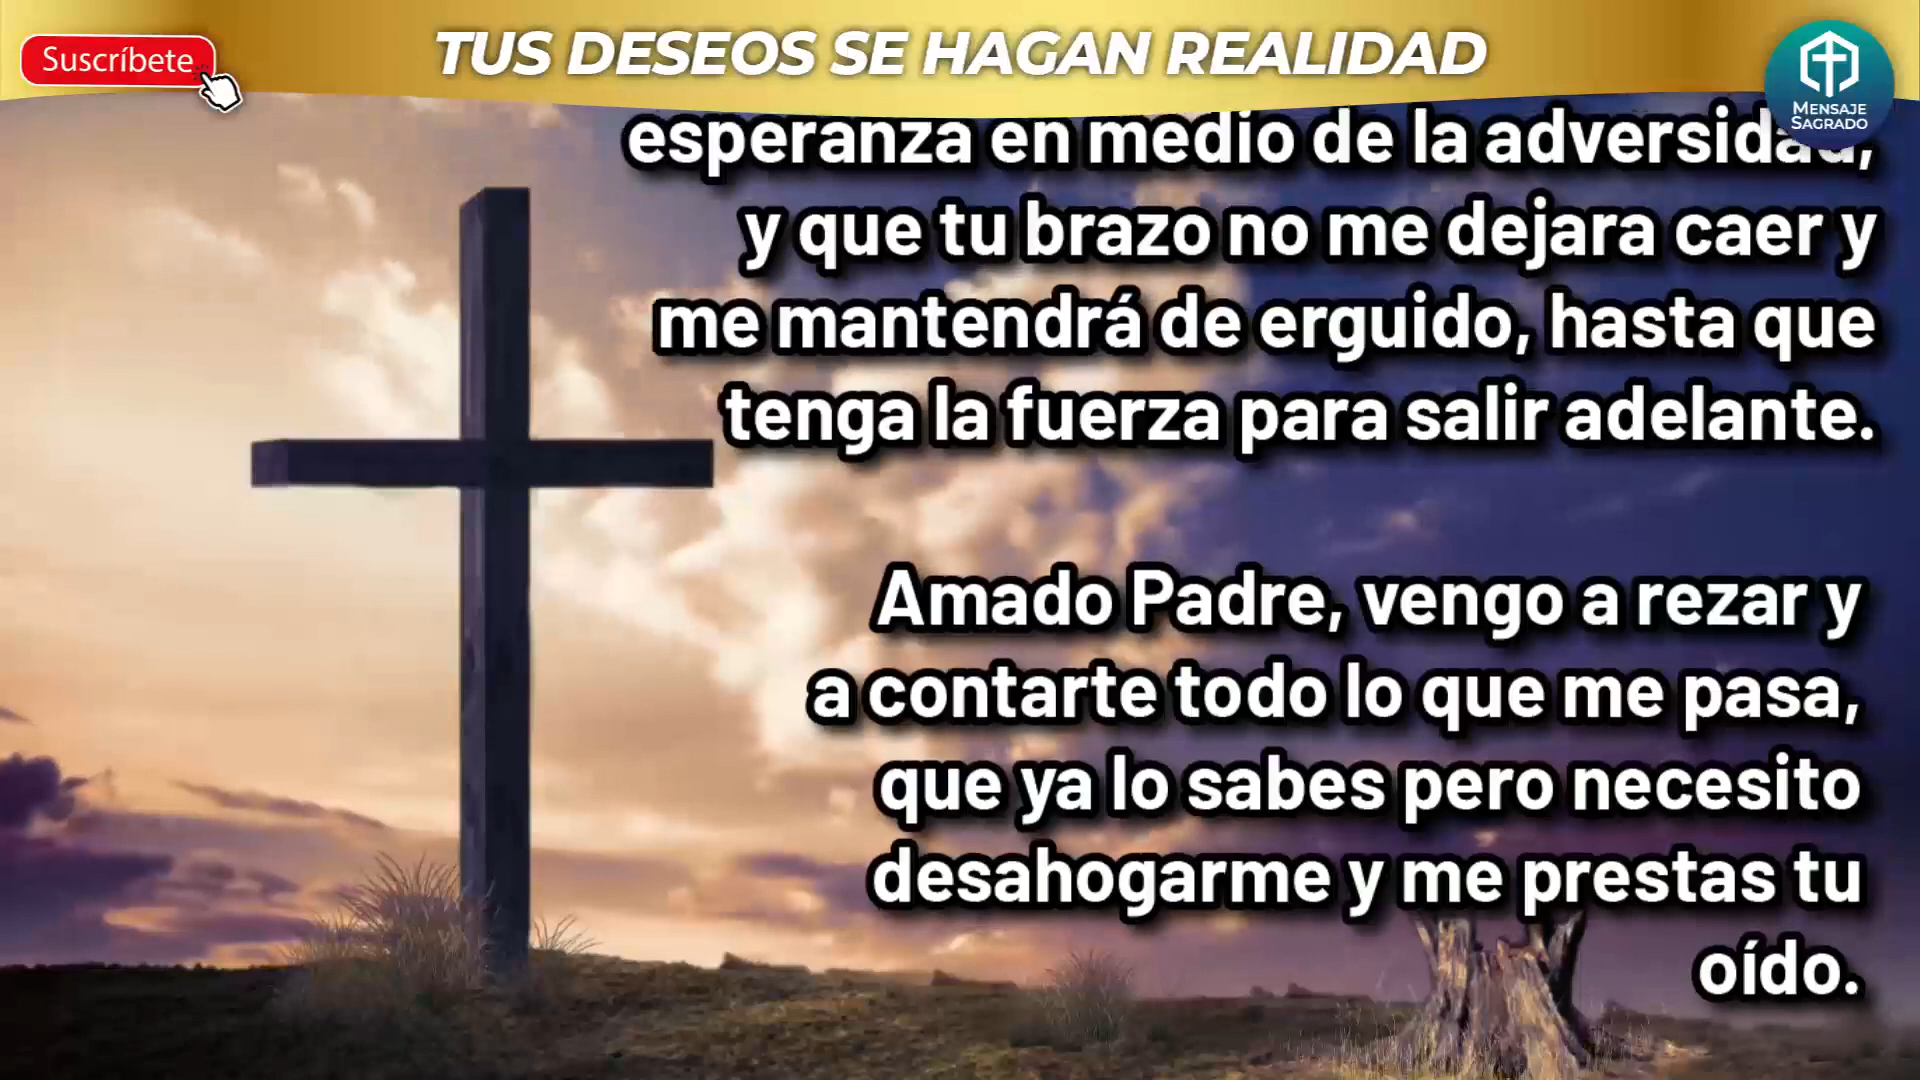 Suscríbete
TUS DESEOS SE HAGAN REALIDAD
MENSAJE
SAGRADO
esperanza en medio de la adversidad,
y que tu brazo no me dejara caer y
me mantendrá de erguido, hasta que
tenga la fuerza para salir adelante.
Amado Padre, vengo a rezar y
a contarte todo lo que me pasa,
que ya lo sabes pero necesito
desahogarme y me prestas tu
oído.